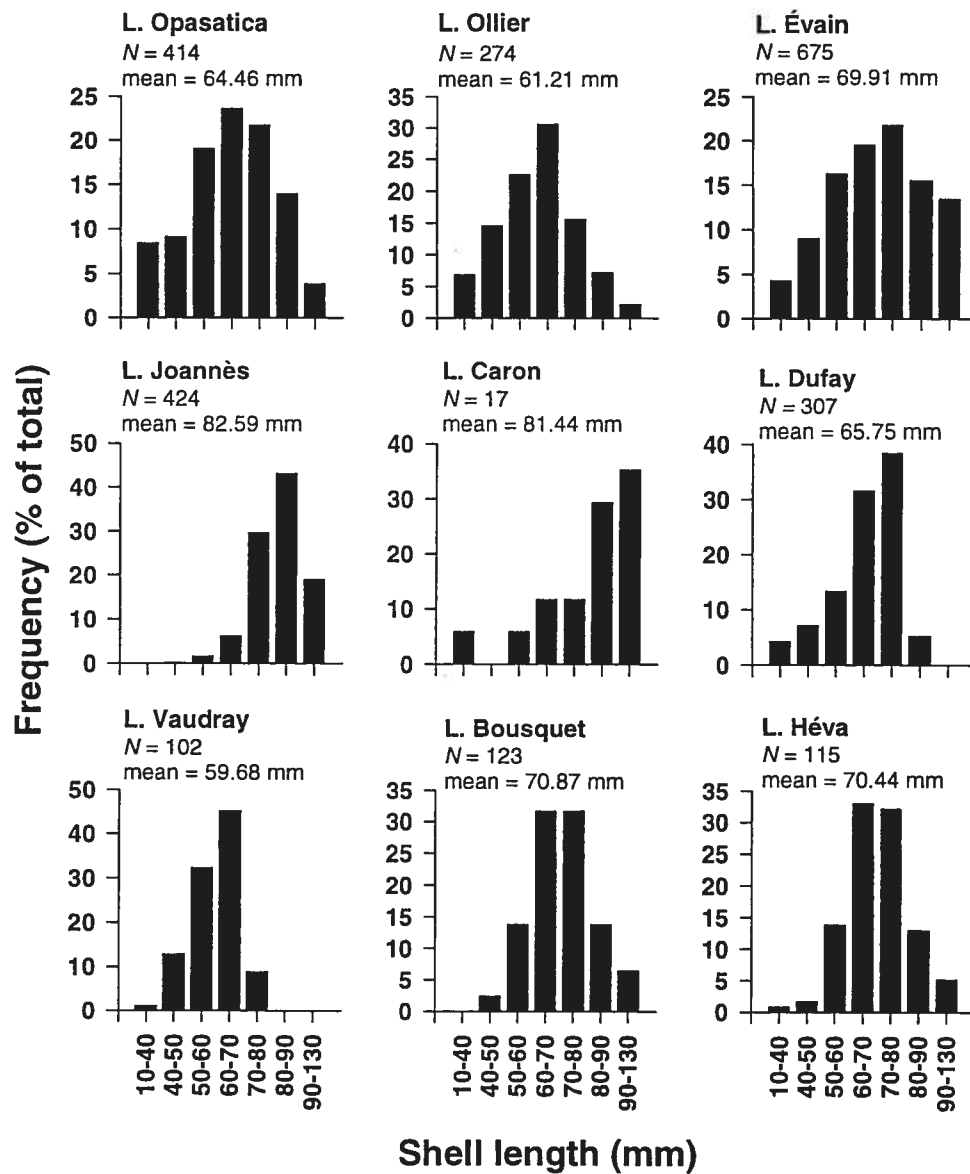 L. Opasatica
N = 414
mean = 64.46 mm
25
20
15
10
5
0
L. Ollier
N = 274
mean = 61.21 mm
35
30
25
20
15
10
5
0
L. Évain
N = 675
mean = 69.91 mm
25
20
15
10
5
0
Frequency (% of total)
L. Joannès
N = 424
mean = 82.59 mm
50
40
30
20
10
0
L. Caron
N = 17
mean = 81.44 mm
40
30
20
10
0
L. Dufay
N = 307
mean = 65.75 mm
40
30
20
10
0
L. Vaudray
N = 102
mean = 59.68 mm
50
40
30
20
10
0
L. Bousquet
N = 123
mean = 70.87 mm
35
30
25
20
15
10
5
0
L. Héva
N = 115
mean = 70.44 mm
35
30
25
20
15
10
5
0
10-40
40-50
50-60
60-70
70-80
80-90
90-130
10-40
40-50
50-60
60-70
70-80
80-90
90-130
10-40
40-50
50-60
60-70
70-80
80-90
90-130
Shell length (mm)